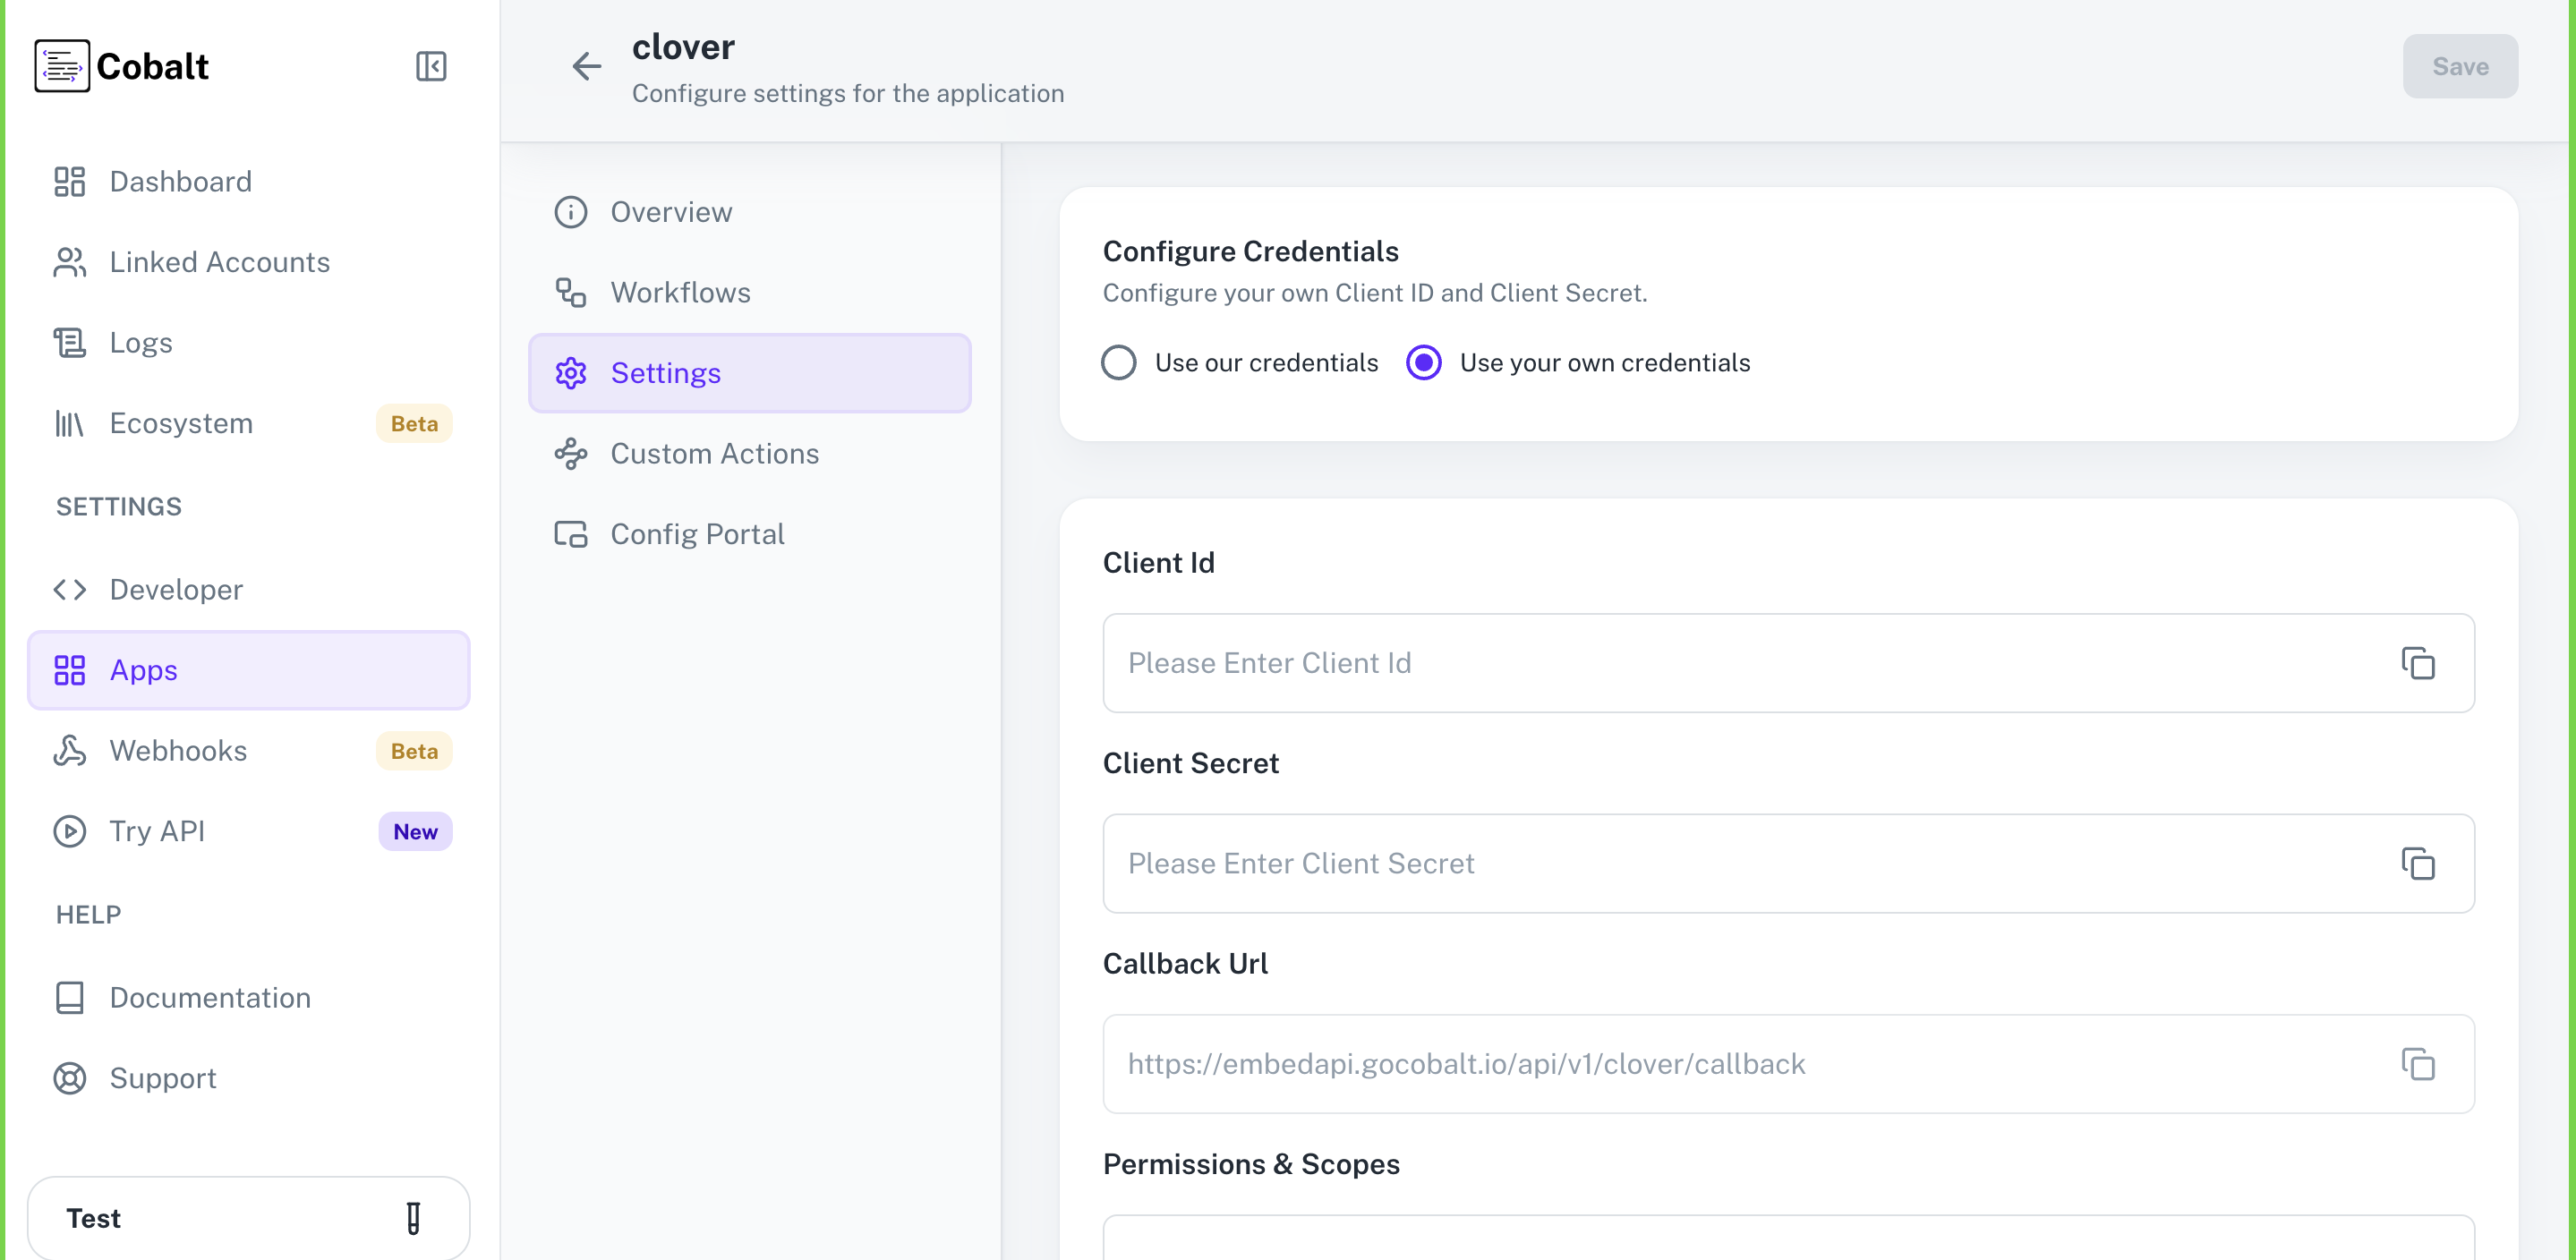 Cobalt
Dashboard
Linked Accounts
Logs
Ecosystem Beta
SETTINGS
Developer
Apps
Webhooks Beta
Try API New
HELP
Documentation
Support
Test
clover
Configure settings for the application
Save
Overview
Workflows
Settings
Custom Actions
Config Portal
Configure Credentials
Configure your own Client ID and Client Secret.
Use our credentials Use your own credentials
Client Id
Please Enter Client Id
Client Secret
Please Enter Client Secret
Callback Url
https://embedapi.gocobalt.io/api/v1/clover/callback
Permissions & Scopes